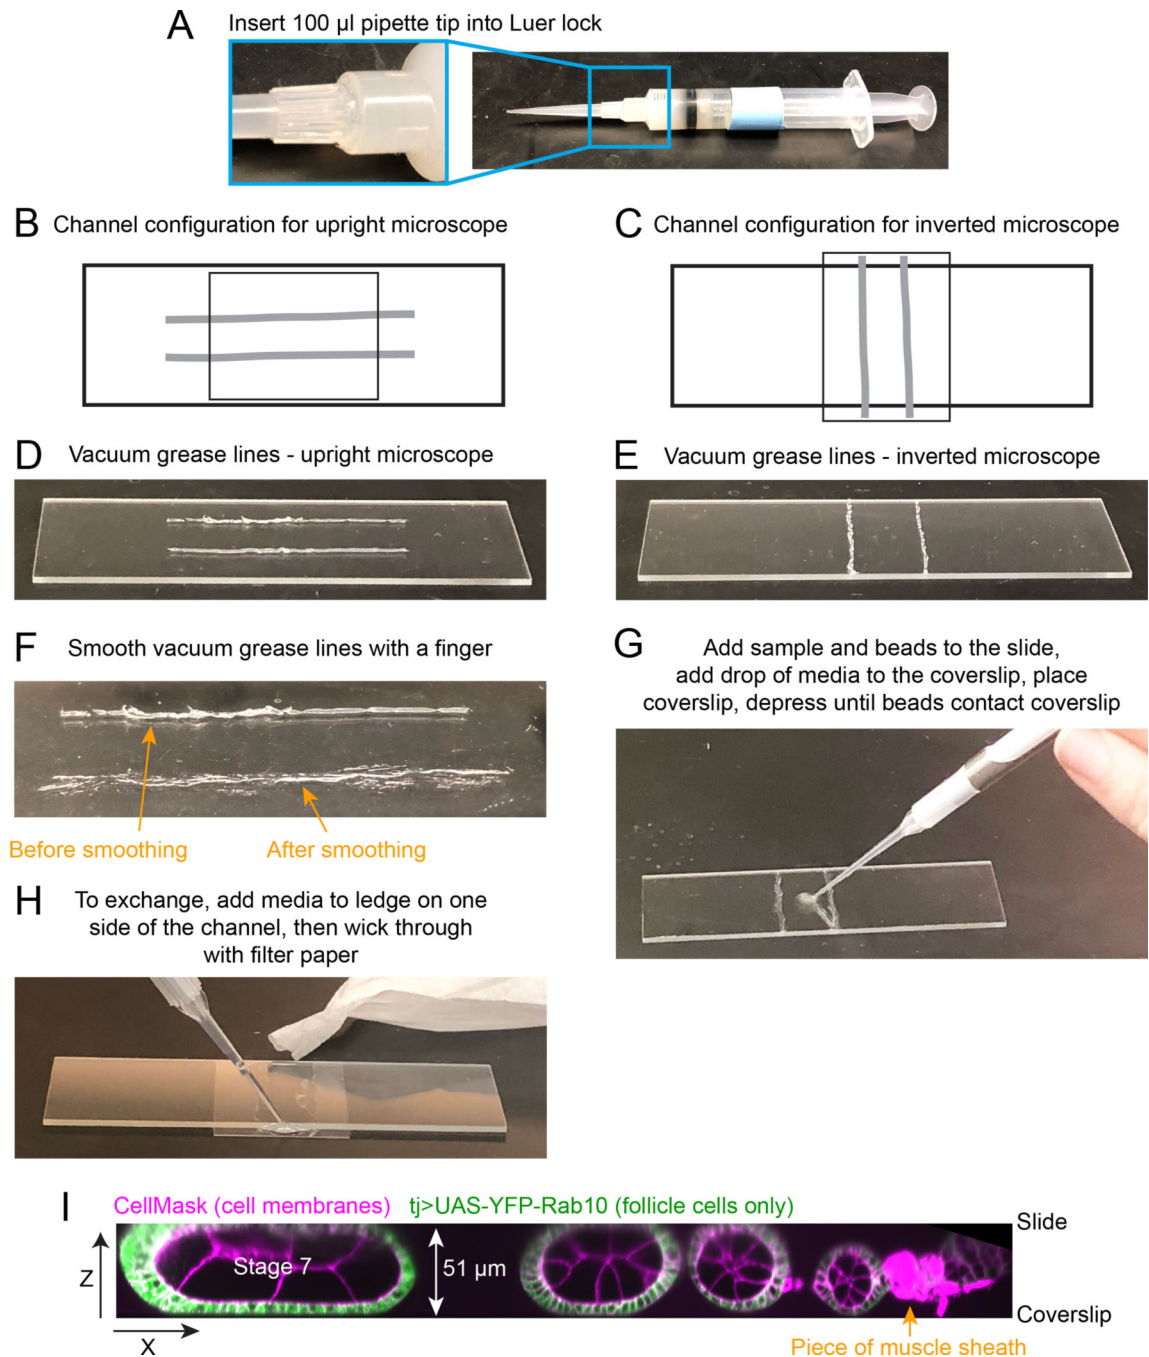 A Insert 100 µl pipette tip into Luer lock
B Channel configuration for upright microscope
C Channel configuration for inverted microscope
D Vacuum grease lines - upright microscope
E Vacuum grease lines - inverted microscope
F Smooth vacuum grease lines with a finger
Before smoothing
After smoothing
G Add sample and beads to the slide,
add drop of media to the coverslip, place
coverslip, depress until beads contact coverslip
H To exchange, add media to ledge on one
side of the channel, then wick through
with filter paper
I CellMask (cell membranes) tj>UAS-YFP-Rab10 (follicle cells only)
Slide
Z
Stage 7
51 µm
Coverslip
X
Piece of muscle sheath